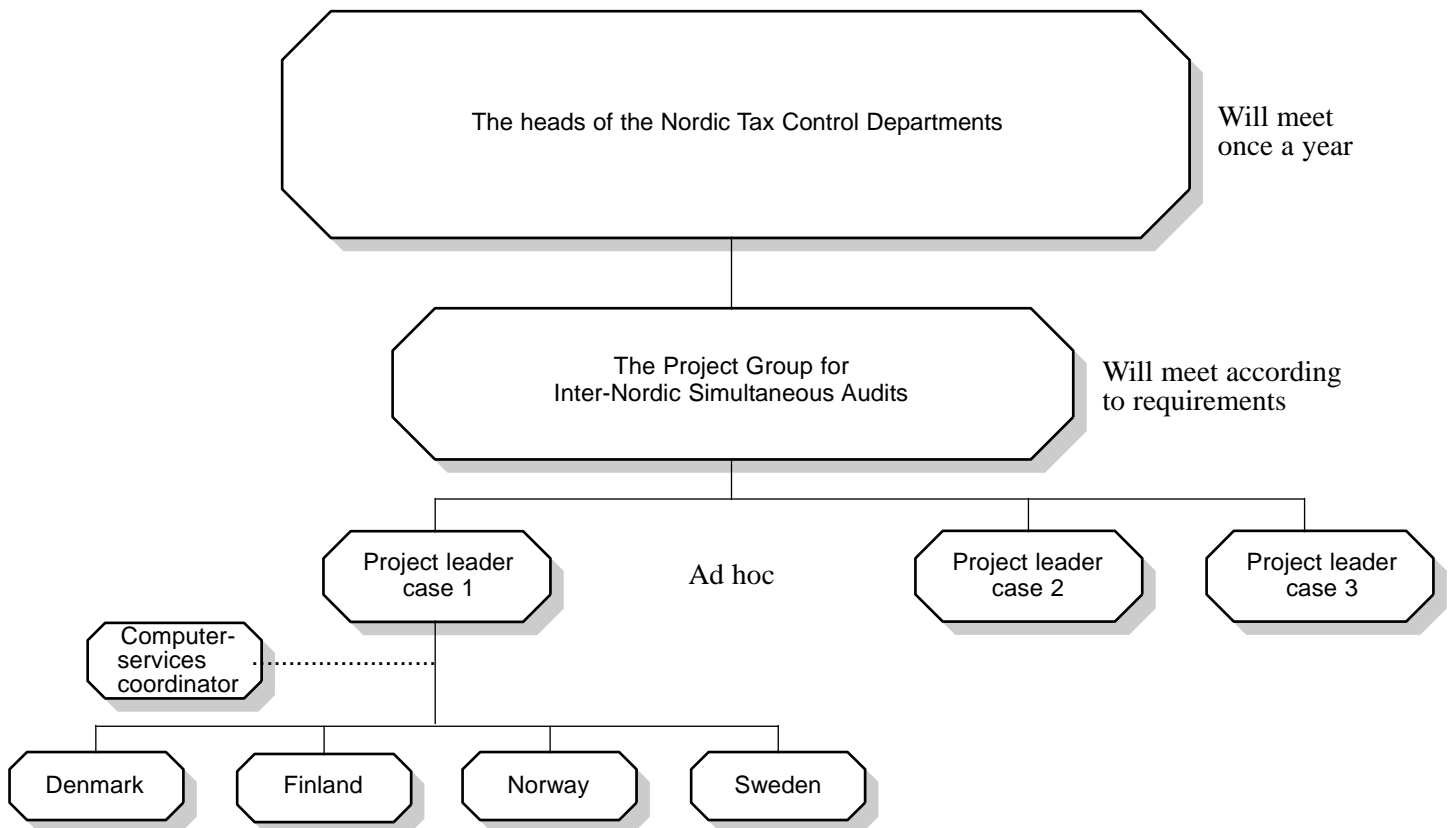 The heads of the Nordic Tax Control Departments
Will meet
once a year
The Project Group for
Inter-Nordic Simultaneous Audits
Will meet according
to requirements
Project leader
case 1
Ad hoc
Project leader
case 2
Project leader
case 3
Computer-
services
coordinator
Denmark
Finland
Norway
Sweden